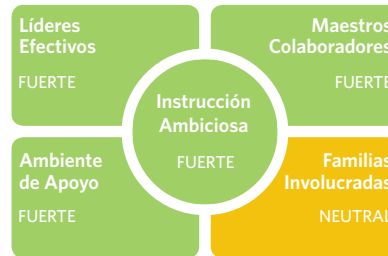 Líderes
Efectivos
FUERTE
Maestros
Colaboradores
FUERTE
Instrucción
Ambiciosa
FUERTE
Ambiente
de Apoyo
FUERTE
Familias
Involucradas
NEUTRAL